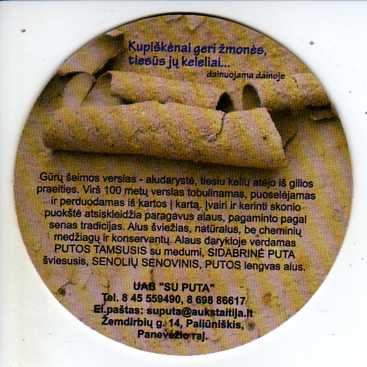 Kupiškėnai geri žmonės,
tiesūs jų keleliai...
dainuojama dainoje
Gūrų šeimos verslas - aludarystė, tiesiu keliu atėjo iš gilios
praeities. Virš 100 metų verslas tobulinamas, puoselėjamas
ir perduodamas iš kartos į kartą. Įvairi ir kerinti skonio
puokštė atsiskleidžia paragavus alaus, pagaminto pagal
senas tradicijas. Alus šviežias, natūralus, be cheminių
medžiagų ir konservantų. Alaus darykloje verdamas
PUTOS TAMSUSIS su medumi, SIDABRINĖ PUTA
šviesusis, SENOLIŲ SENOVINIS, PUTOS lengvas alus.
UAB "SU PUTA"
Tel. 8 45 559490, 8 698 86617
El.paštas: suputa@aukstaitija.lt
Žemdirbių g. 14, Paliūniškis,
Panevėžio raj.